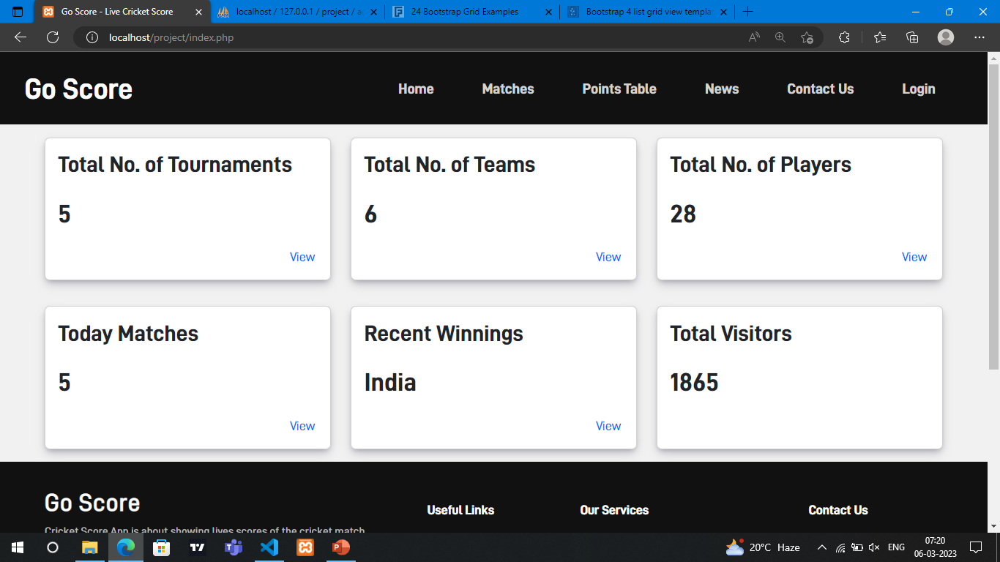 Go Score - Live Cricket Score
localhost / 127.0.0.1 / project / a
24 Bootstrap Grid Examples
Bootstrap 4 list grid view templa
localhost/project/index.php
Go Score
Home Matches Points Table News Contact Us Login
Total No. of Tournaments
5
View
Total No. of Teams
6
View
Total No. of Players
28
View
Today Matches
5
View
Recent Winnings
India
View
Total Visitors
1865
Go Score
Cricket Score App is about showing lives scores of the cricket match
Useful Links
Our Services
Contact Us
20°C Haze
ENG
07:20
06-03-2023